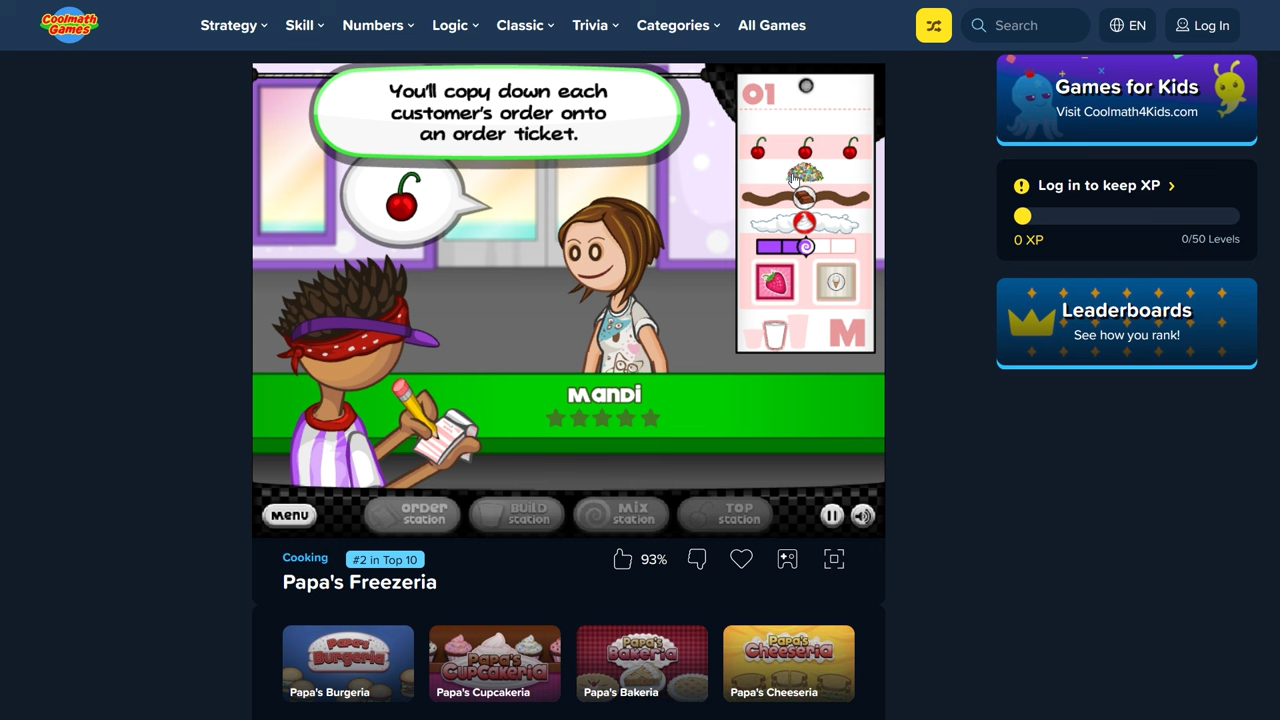 Coolmath Games
Strategy Skill Numbers Logic Classic Trivia Categories All Games
Search
EN
Log In
You'll copy down each
customer's order onto
an order ticket.
01
M
Mandi
MENU
ORDER Station
BUILD Station
MIX Station
TOP Station
Games for Kids
Visit Coolmath4Kids.com
Log in to keep XP
0 XP 0/50 Levels
Leaderboards
See how you rank!
Cooking #2 in Top 10 93%
Papa's Freezeria
Papa's Burgeria
Papa's Burgeria
Papa's Cupcakeria
Papa's Cupcakeria
Papa's Bakeria
Papa's Bakeria
Papa's Cheeseria
Papa's Cheeseria